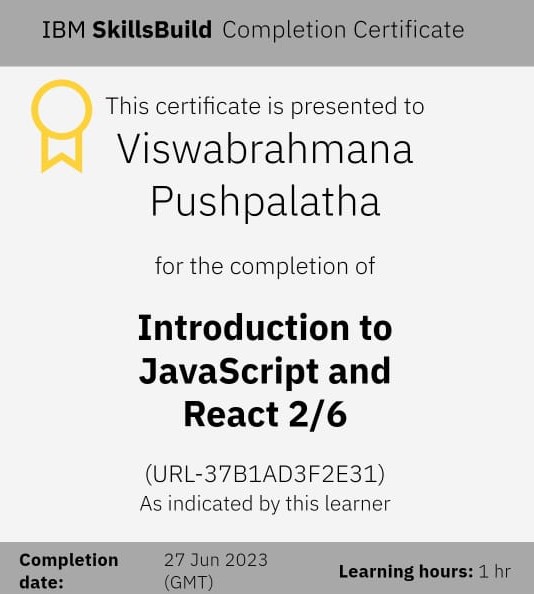 IBM SkillsBuild Completion Certificate
This certificate is presented to
Viswabrahmana
Pushpalatha
for the completion of
Introduction to
JavaScript and
React 2/6
(URL-37B1AD3F2E31)
As indicated by this learner
Completion date:
27 Jun 2023 (GMT)
Learning hours: 1 hr